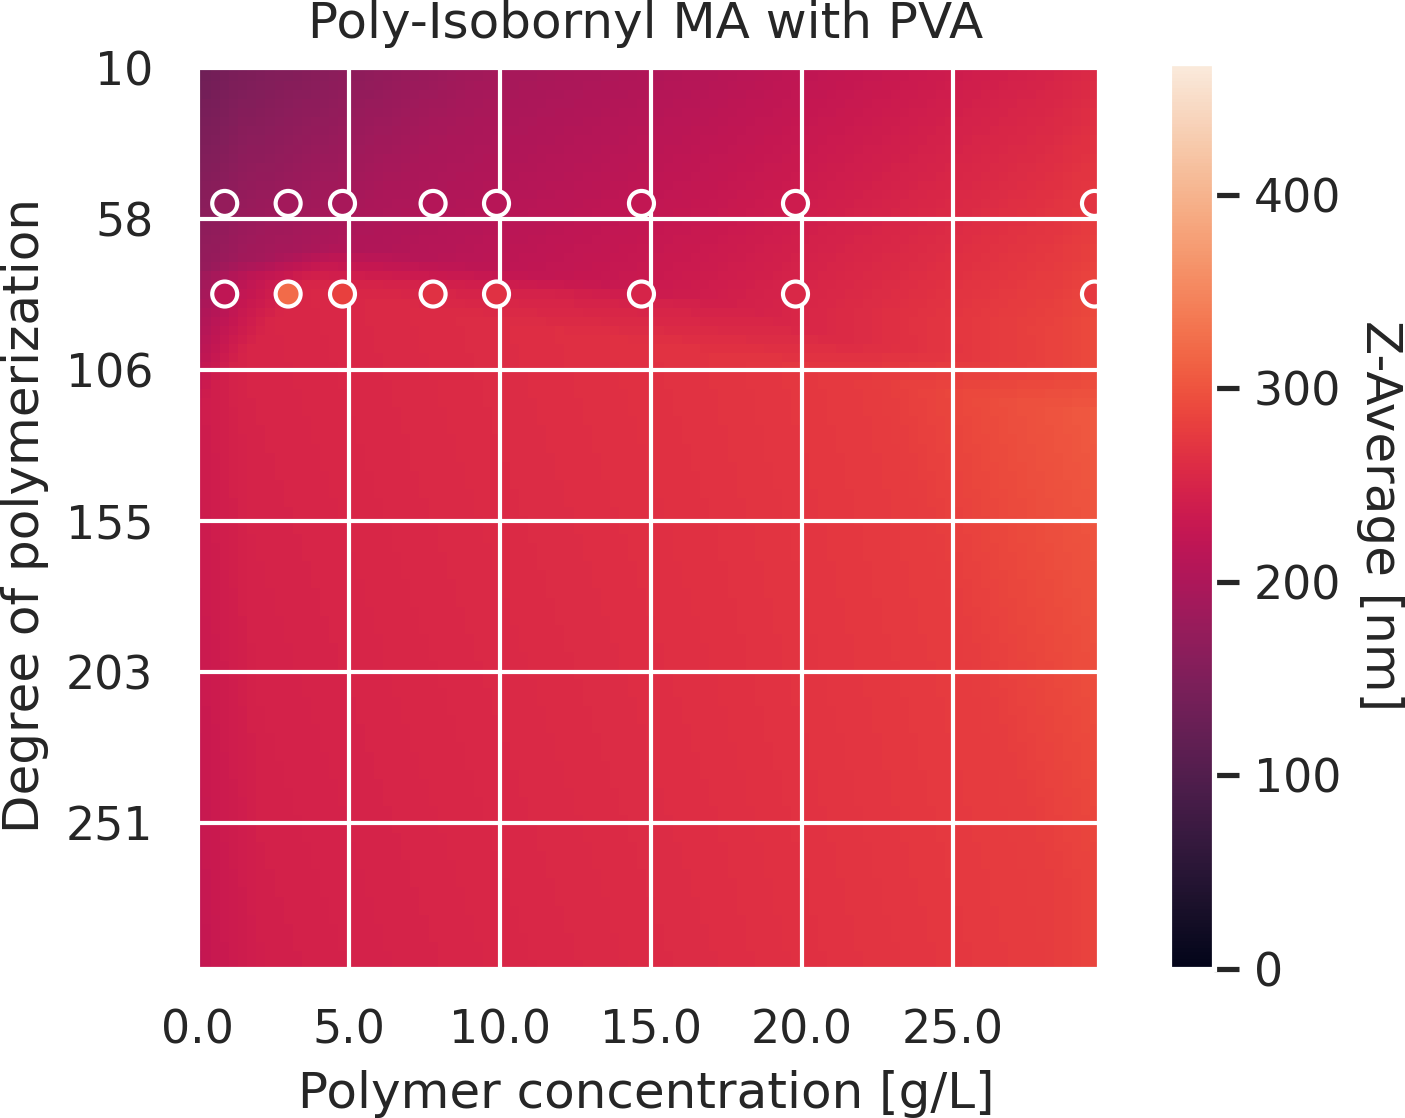 Poly-Isobornyl MA with PVA
10
58
106
155
203
251
Degree of polymerization
0.0 5.0 10.0 15.0 20.0 25.0
Polymer concentration [g/L]
400
300
200
100
0
Z-Average [nm]